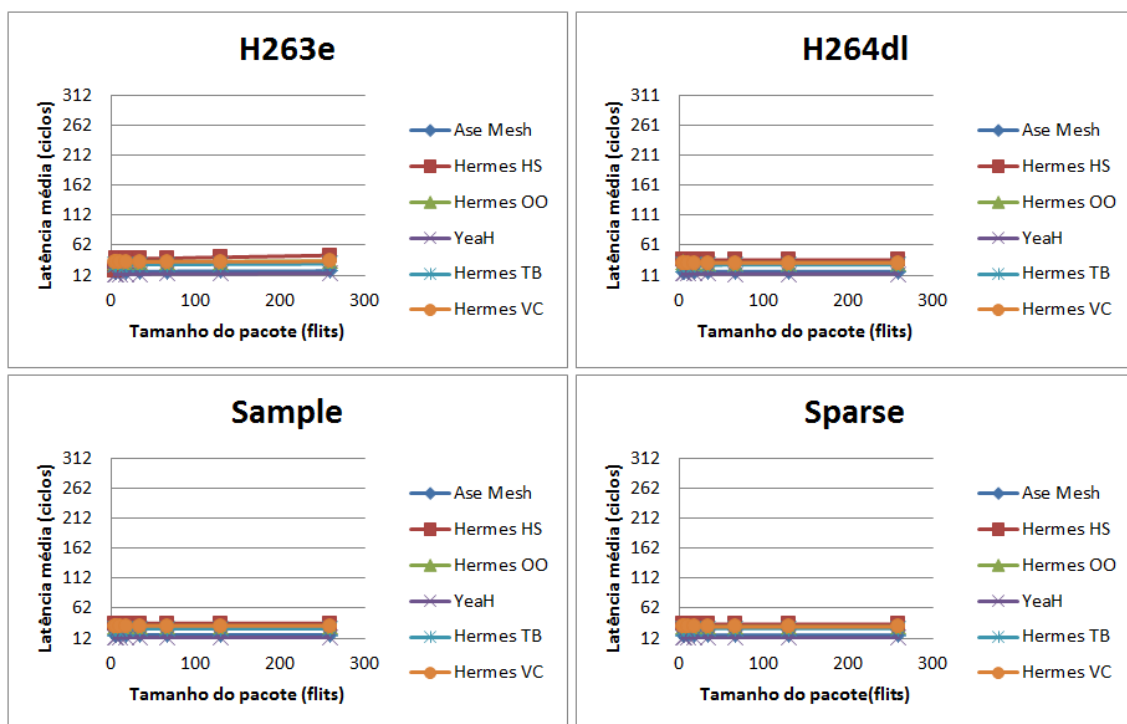 H263e
312
262
212
162
112
62
12
0
100
200
300
Latência média (ciclos)
Tamanho do pacote (flits)
Ase Mesh
Hermes HS
Hermes OO
YeaH
Hermes TB
Hermes VC
H264dl
311
261
211
161
111
61
11
0
100
200
300
Latência média (ciclos)
Tamanho do pacote (flits)
Ase Mesh
Hermes HS
Hermes OO
YeaH
Hermes TB
Hermes VC
Sample
312
262
212
162
112
62
12
0
100
200
300
Latência média (ciclos)
Tamanho do pacote (flits)
Ase Mesh
Hermes HS
Hermes OO
YeaH
Hermes TB
Hermes VC
Sparse
312
262
212
162
112
62
12
0
100
200
300
Latência média (ciclos)
Tamanho do pacote(flits)
Ase Mesh
Hermes HS
Hermes OO
YeaH
Hermes TB
Hermes VC